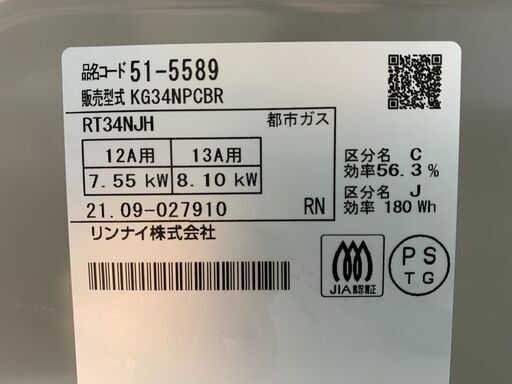 品名コード 51-5589
販売型式 KG34NPCBR
RT34NJH 都市ガス
12A用 13A用
7.55 kW 8.10 kW
21.09-027910 RN
リンナイ株式会社
区分名 C
効率56.3 %
区分名 J
効率 180 Wh
JIA認証
PS
TG